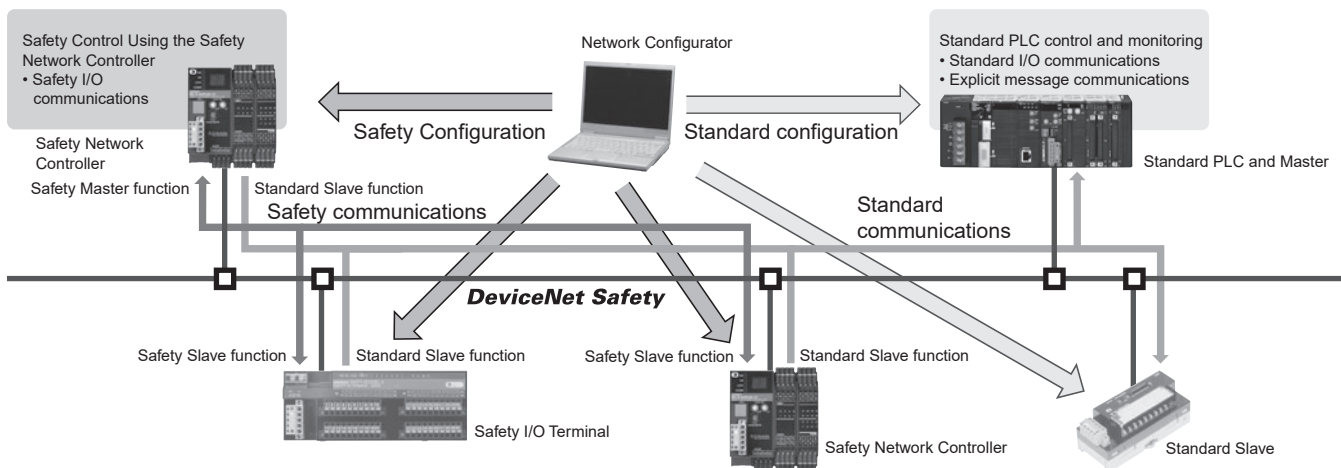 Safety Control Using the Safety
Network Controller
• Safety I/O
communications
Network Configurator
Standard PLC control and monitoring
• Standard I/O communications
• Explicit message communications
Safety Configuration
Standard configuration
Safety Network
Controller
Standard PLC and Master
Safety Master function
Standard Slave function
Safety communications
Standard
communications
DeviceNet Safety
Safety Slave function
Standard Slave function
Safety Slave function
Standard Slave function
Safety I/O Terminal
Safety Network Controller
Standard Slave